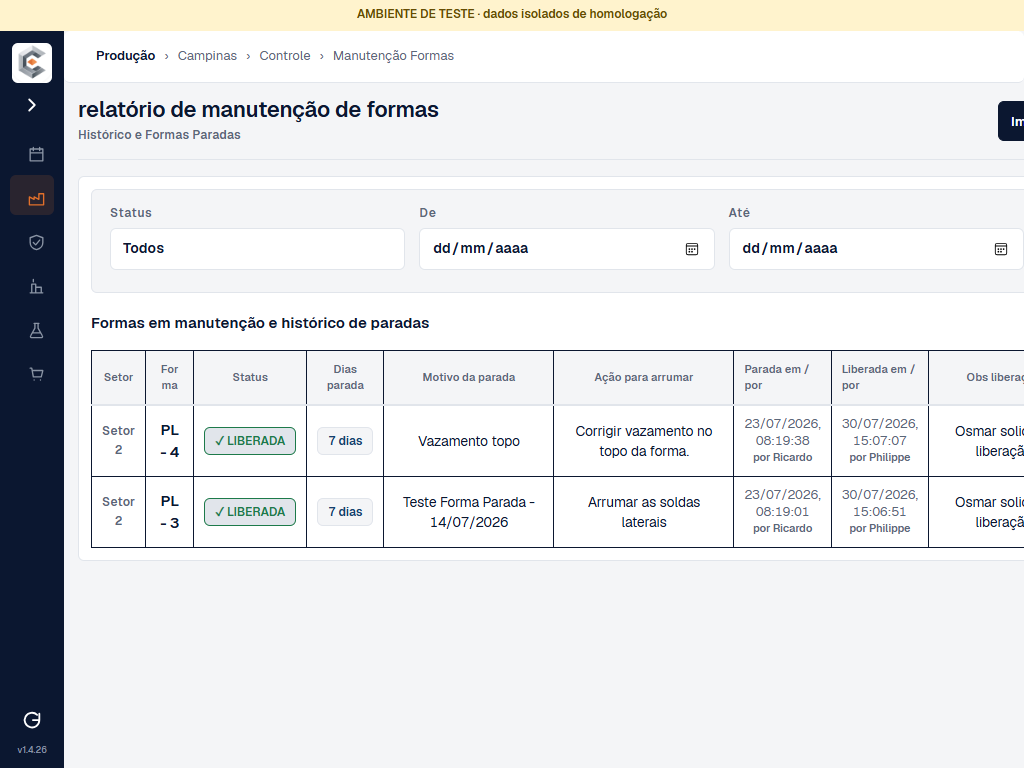 AMBIENTE DE TESTE · dados isolados de homologação
Produção › Campinas › Controle › Manutenção Formas
relatório de manutenção de formas
Histórico e Formas Paradas
Status
De
Até
Todos
dd/mm/aaaa
dd/mm/aaaa
Formas em manutenção e histórico de paradas
Setor
For
ma
Status
Dias
parada
Motivo da parada
Ação para arrumar
Parada em /
por
Liberada em /
por
Obs
Setor
2
PL
- 4
✓ LIBERADA
7 dias
Vazamento topo
Corrigir vazamento no
topo da forma.
23/07/2026,
08:19:38
por Ricardo
30/07/2026,
15:07:07
por Philippe
Osmar
Setor
2
PL
- 3
✓ LIBERADA
7 dias
Teste Forma Parada -
14/07/2026
Arrumar as soldas
laterais
23/07/2026,
08:19:01
por Ricardo
30/07/2026,
15:06:51
por Philippe
Osmar
v1.4.26